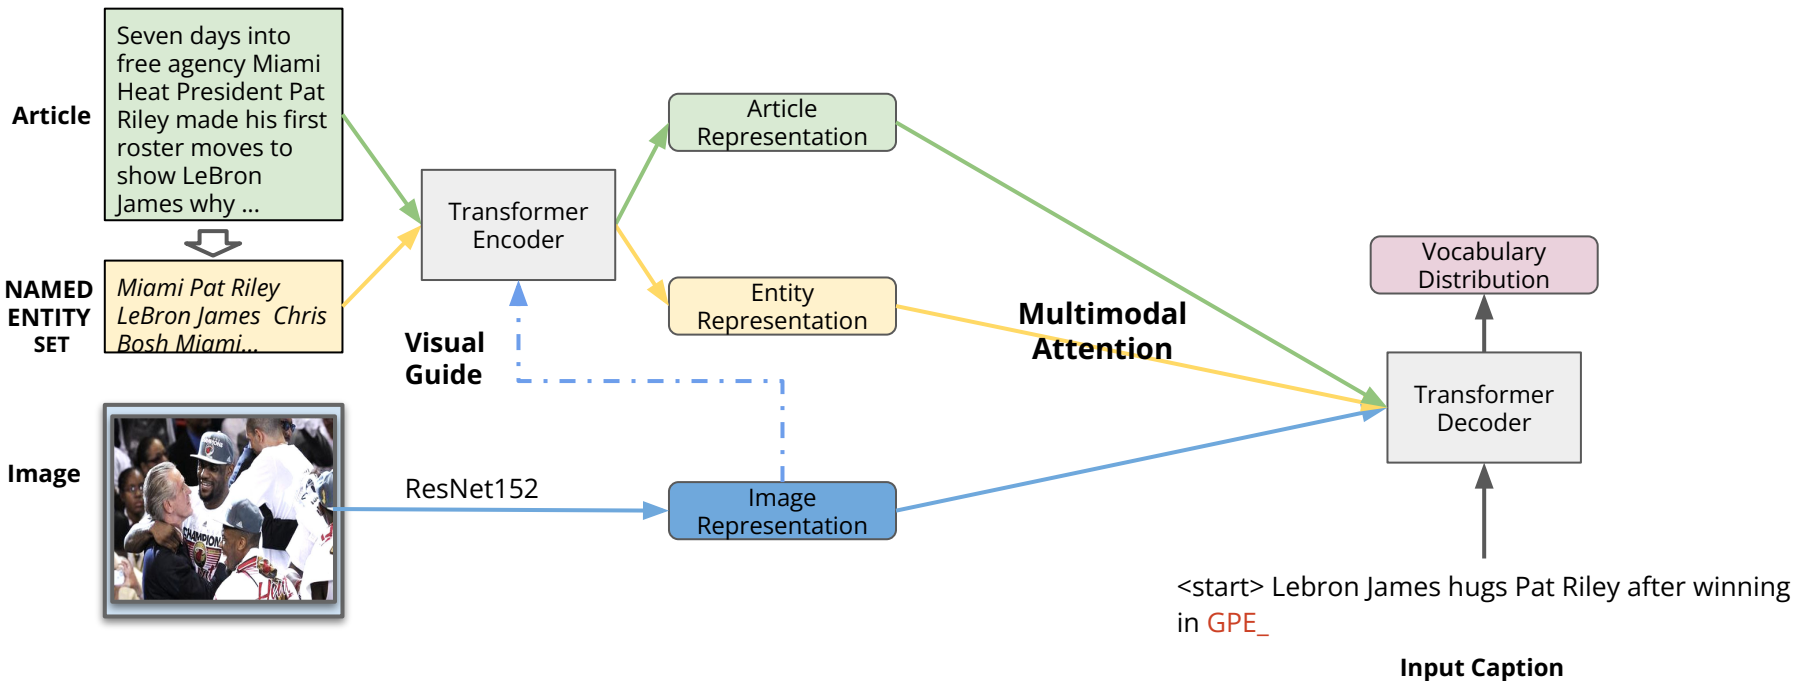 Article
Seven days into
free agency Miami
Heat President Pat
Riley made his first
roster moves to
show LeBron
James why ...
NAMED
ENTITY
SET
Miami Pat Riley
LeBron James  Chris
Bosh Miami...
Image
CHAMPION
Transformer
Encoder
Visual
Guide
ResNet152
Article
Representation
Entity
Representation
Image
Representation
Multimodal
Attention
Vocabulary
Distribution
Transformer
Decoder
<start> Lebron James hugs Pat Riley after winning
in GPE_
Input Caption